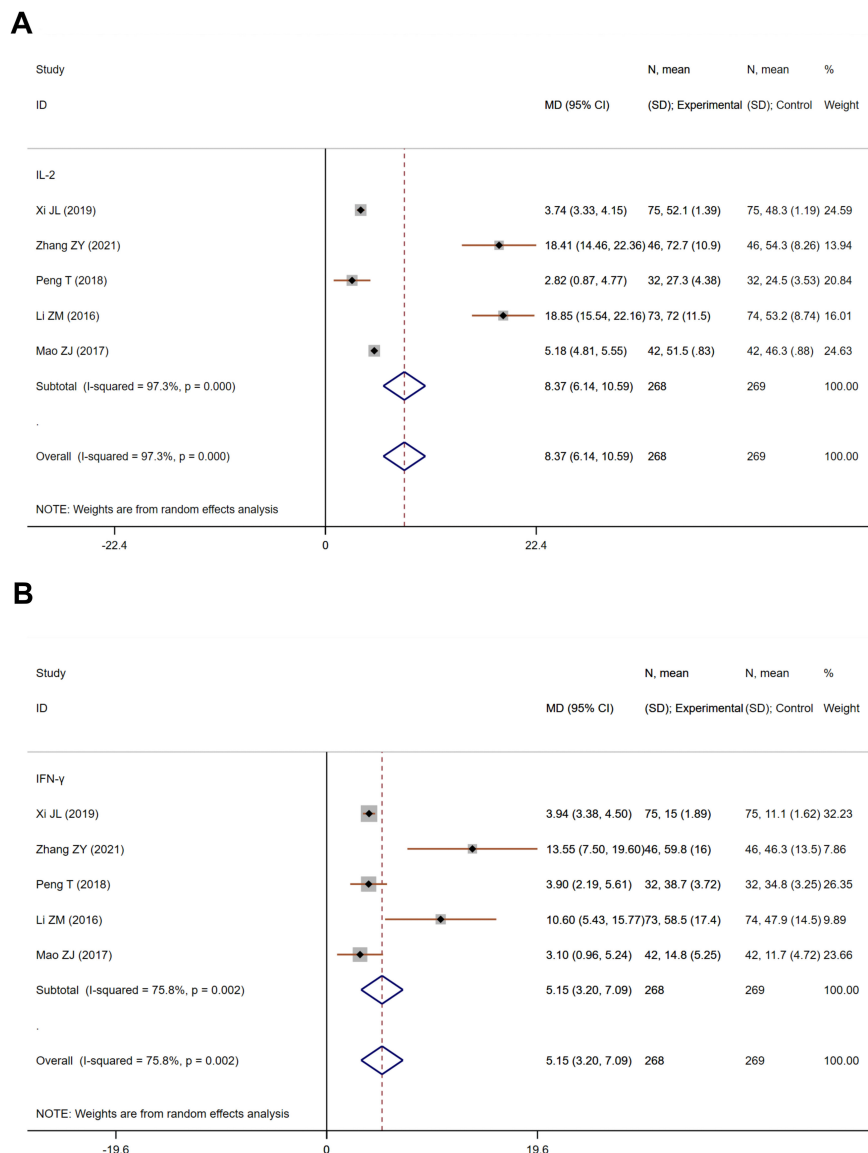 A
Study N, mean N, mean %
ID MD (95% CI) (SD); Experimental (SD); Control Weight
IL-2
Xi JL (2019) 3.74 (3.33, 4.15) 75, 52.1 (1.39) 75, 48.3 (1.19) 24.59
Zhang ZY (2021) 18.41 (14.46, 22.36) 46, 72.7 (10.9) 46, 54.3 (8.26) 13.94
Peng T (2018) 2.82 (0.87, 4.77) 32, 27.3 (4.38) 32, 24.5 (3.53) 20.84
Li ZM (2016) 18.85 (15.54, 22.16) 73, 72 (11.5) 74, 53.2 (8.74) 16.01
Mao ZJ (2017) 5.18 (4.81, 5.55) 42, 51.5 (.83) 42, 46.3 (.88) 24.63
Subtotal (I-squared = 97.3%, p = 0.000) 8.37 (6.14, 10.59) 268 269 100.00
.
Overall (I-squared = 97.3%, p = 0.000) 8.37 (6.14, 10.59) 268 269 100.00
NOTE: Weights are from random effects analysis
-22.4 0 22.4
B
Study N, mean N, mean %
ID MD (95% CI) (SD); Experimental (SD); Control Weight
IFN-γ
Xi JL (2019) 3.94 (3.38, 4.50) 75, 15 (1.89) 75, 11.1 (1.62) 32.23
Zhang ZY (2021) 13.55 (7.50, 19.60) 46, 59.8 (16) 46, 46.3 (13.5) 7.86
Peng T (2018) 3.90 (2.19, 5.61) 32, 38.7 (3.72) 32, 34.8 (3.25) 26.35
Li ZM (2016) 10.60 (5.43, 15.77) 73, 58.5 (17.4) 74, 47.9 (14.5) 9.89
Mao ZJ (2017) 3.10 (0.96, 5.24) 42, 14.8 (5.25) 42, 11.7 (4.72) 23.66
Subtotal (I-squared = 75.8%, p = 0.002) 5.15 (3.20, 7.09) 268 269 100.00
.
Overall (I-squared = 75.8%, p = 0.002) 5.15 (3.20, 7.09) 268 269 100.00
NOTE: Weights are from random effects analysis
-19.6 0 19.6